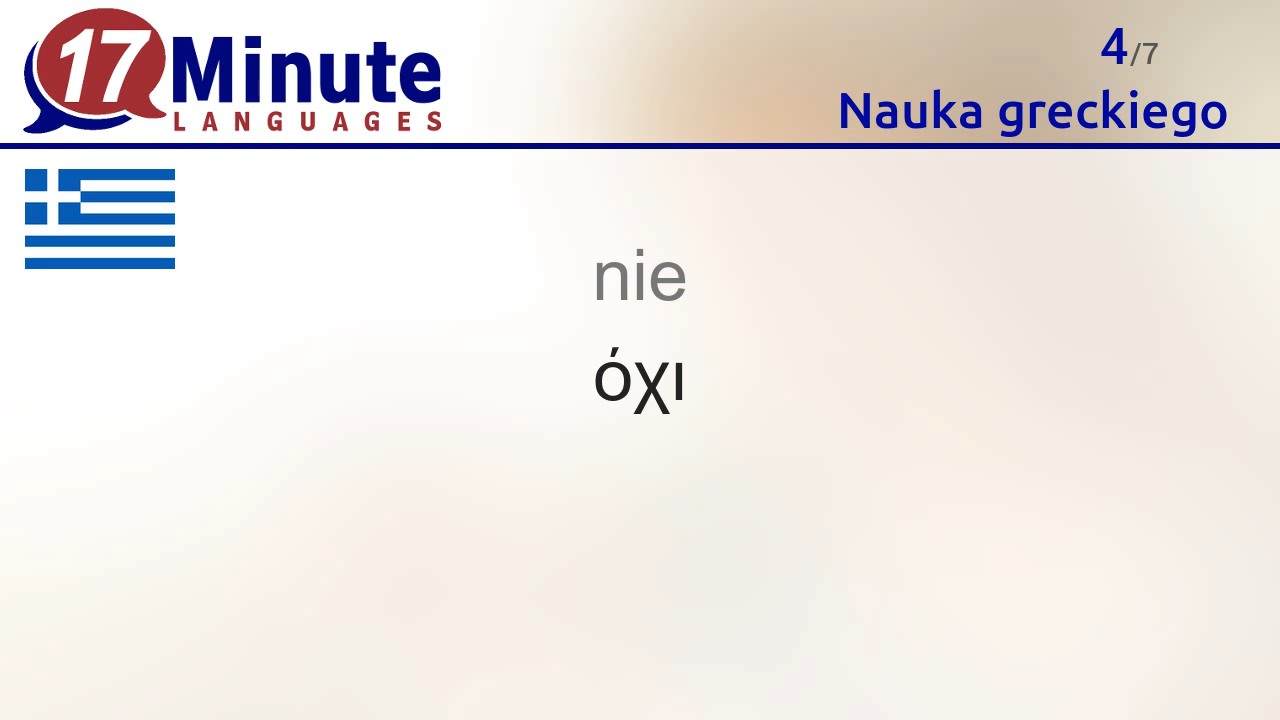 17 Minute
LANGUAGES
4/7
Nauka greckiego
nie
όχι